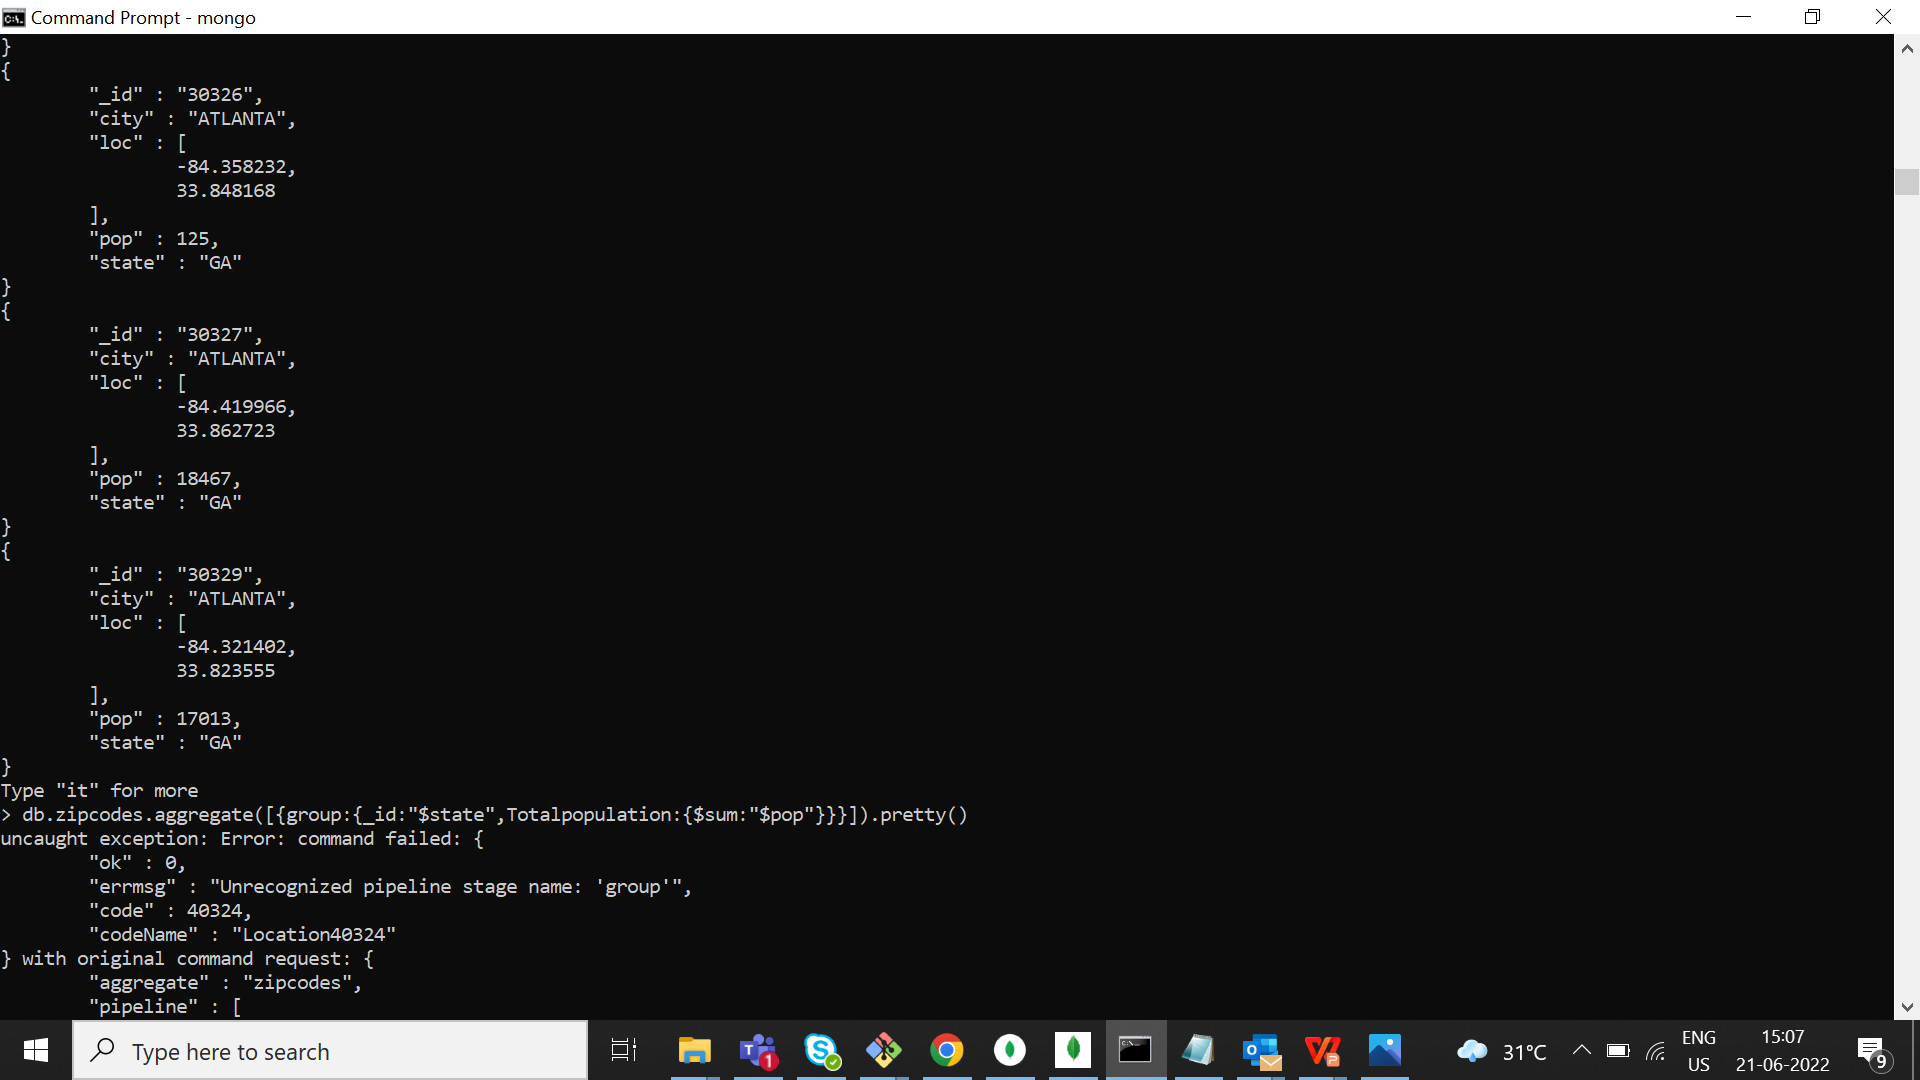 Command Prompt - mongo
}
{
"_id" : "30326",
"city" : "ATLANTA",
"loc" : [
-84.358232,
33.848168
],
"pop" : 125,
"state" : "GA"
}
{
"_id" : "30327",
"city" : "ATLANTA",
"loc" : [
-84.419966,
33.862723
],
"pop" : 18467,
"state" : "GA"
}
{
"_id" : "30329",
"city" : "ATLANTA",
"loc" : [
-84.321402,
33.823555
],
"pop" : 17013,
"state" : "GA"
}
Type "it" for more
> db.zipcodes.aggregate([{group:{_id:"$state",Totalpopulation:{$sum:"$pop"}}}]).pretty()
uncaught exception: Error: command failed: {
"ok" : 0,
"errmsg" : "Unrecognized pipeline stage name: 'group'",
"code" : 40324,
"codeName" : "Location40324"
} with original command request: {
"aggregate" : "zipcodes",
"pipeline" : [
Type here to search
1
31°C
ENG
US
15:07
21-06-2022
9